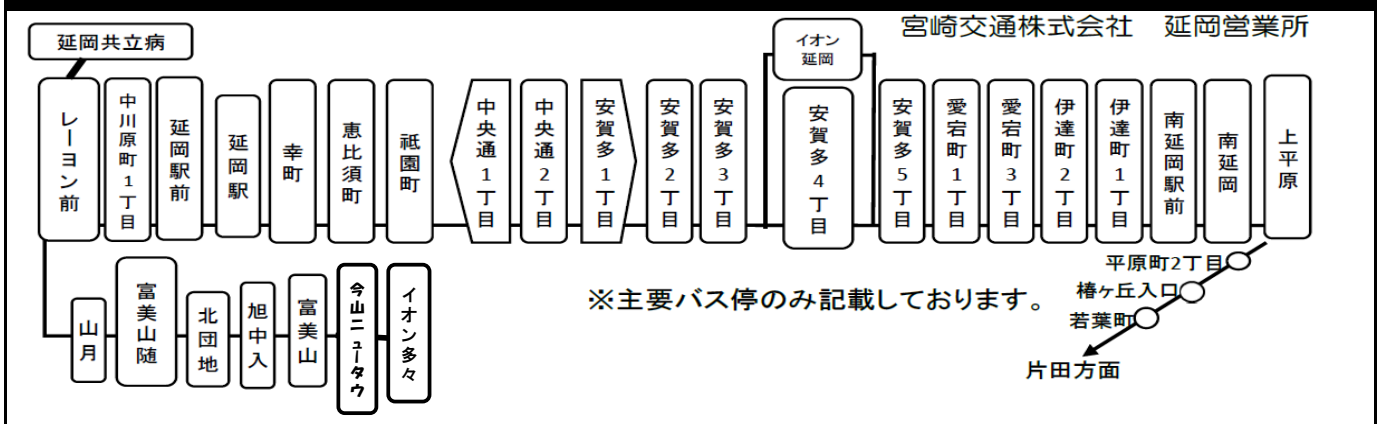 宮崎交通株式会社　延岡営業所
延岡共立病
イオン
延岡
レーヨン前
中川原町1丁目
延岡駅前
延岡駅
幸町
恵比須町
祗園町
中央通1丁目
中央通2丁目
安賀多1丁目
安賀多2丁目
安賀多3丁目
安賀多4丁目
安賀多5丁目
愛宕町1丁目
愛宕町3丁目
伊達町2丁目
伊達町1丁目
南延岡駅前
南延岡
上平原
平原町2丁目
椿ヶ丘入口
若葉町
片田方面
※主要バス停のみ記載しております。
山月
富美山随
北団地
旭中入
富美山
今山ニュータウ
イオン多々